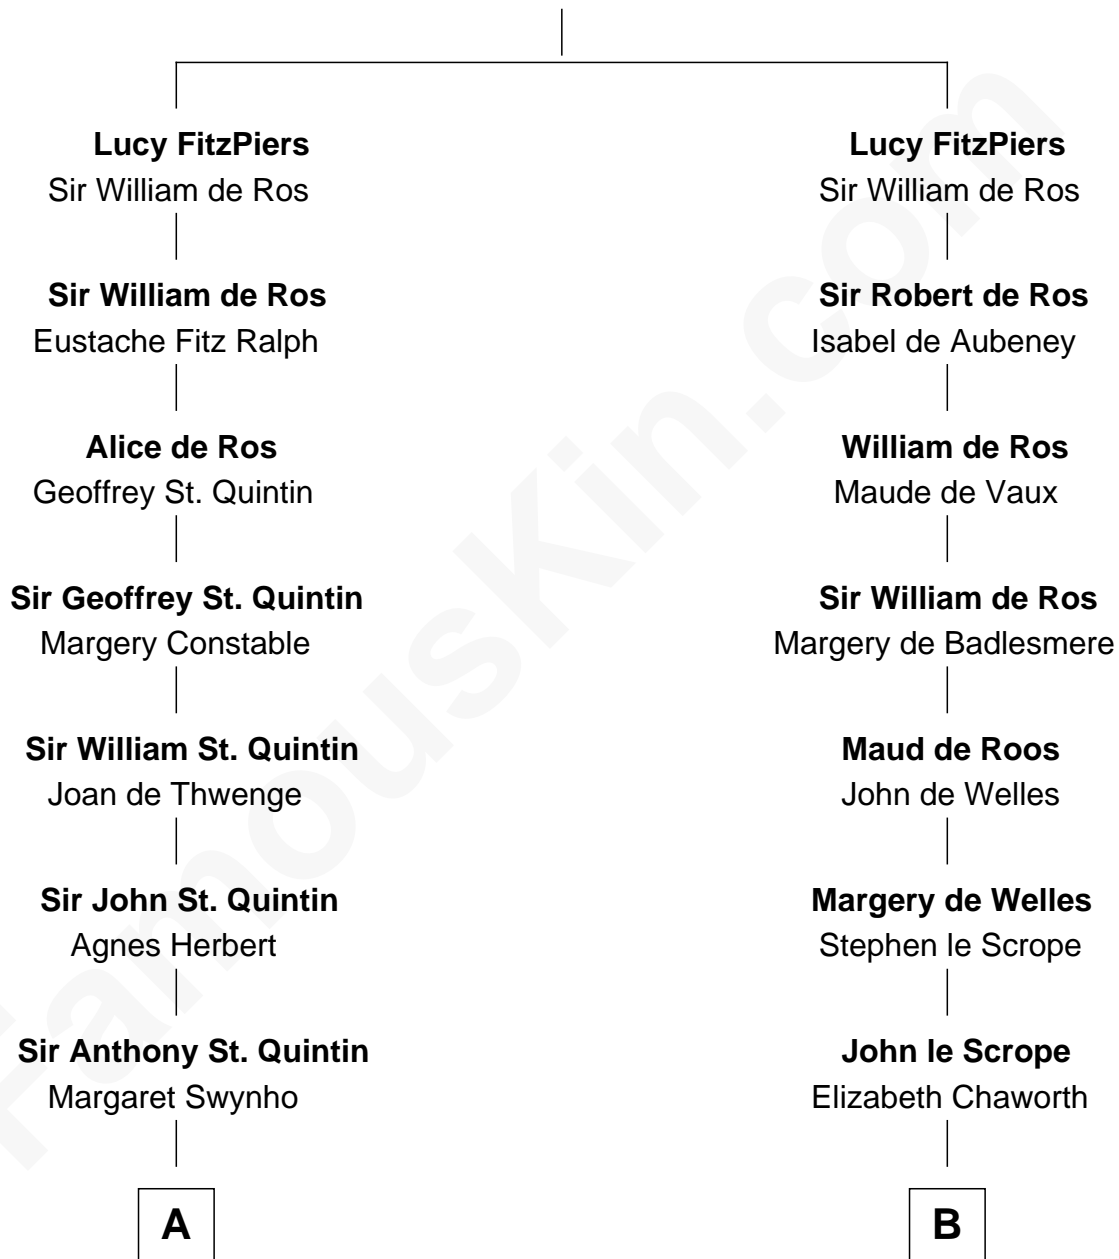 Lucy FitzPiers
Sir William de Ros
Sir William de Ros
Eustache Fitz Ralph
Alice de Ros
Geoffrey St. Quintin
Sir Geoffrey St. Quintin
Margery Constable
Sir William St. Quintin
Joan de Thwenge
Sir John St. Quintin
Agnes Herbert
Sir Anthony St. Quintin
Margaret Swynho
A
Lucy FitzPiers
Sir William de Ros
Sir Robert de Ros
Isabel de Aubeney
William de Ros
Maude de Vaux
Sir William de Ros
Margery de Badlesmere
Maud de Roos
John de Welles
Margery de Welles
Stephen le Scrope
John le Scrope
Elizabeth Chaworth
B
FamousKin.com